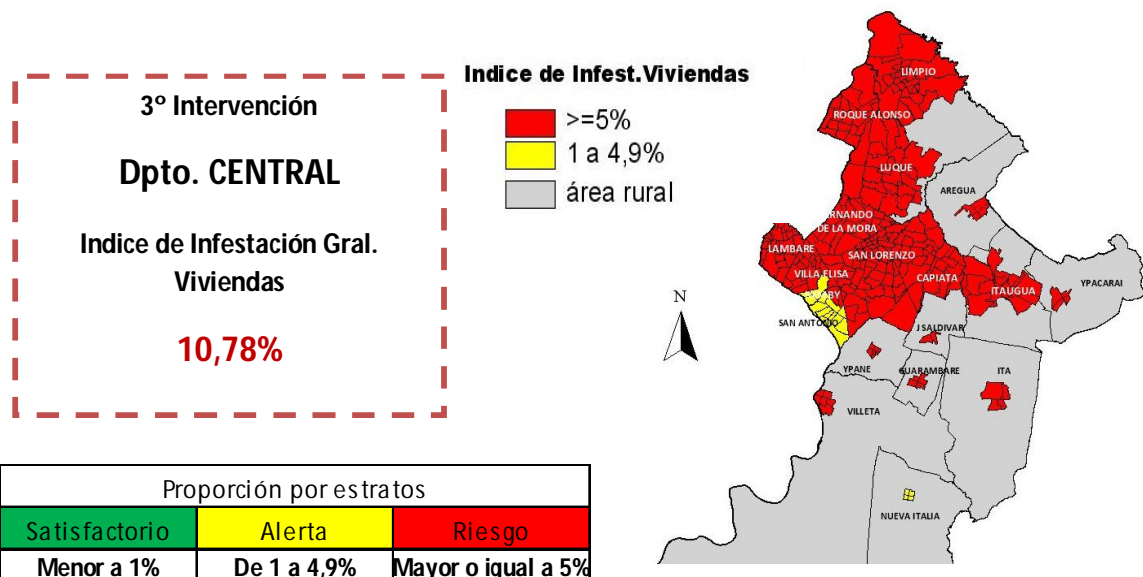 3º Intervención
Dpto. CENTRAL
Indice de Infestación Gral.
Viviendas
10,78%
Indice de Infest.Viviendas
>=5%
1 a 4,9%
área rural
N
LIMPIO
ROQUE ALONSO
LUQUE
AREGUA
DE LA MORA
LAMBARE
SAN LORENZO
VILLA ELISA
CAPIATA
ITAUGUA
YPACARAI
SAN ANTONIO
J SALDIVAR
YPANE
GUARAMBARE
ITA
VILLETA
NUEVA ITALIA
Proporción por estratos
Satisfactorio Alerta Riesgo
Menor a 1% De 1 a 4,9% Mayor o igual a 5%